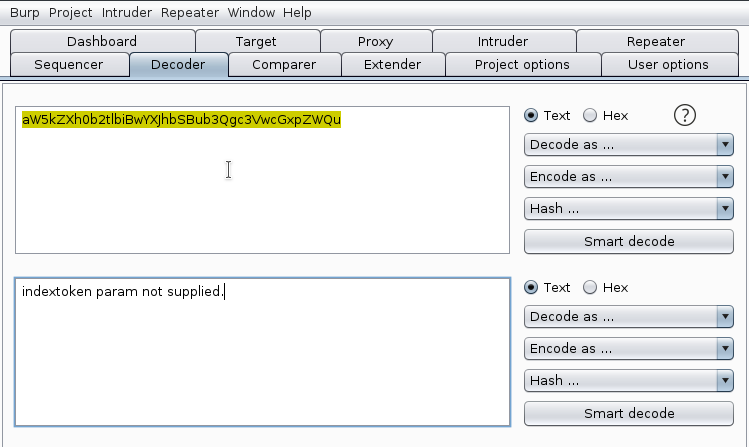 Burp Project Intruder Repeater Window Help
Dashboard Target Proxy Intruder Repeater
Sequencer Decoder Comparer Extender Project options User options
aW5kZXh0b2tlbiBwYXJhbSBub3Qgc3VwcGxpZWQu
Text Hex ?
Decode as ...
Encode as ...
Hash ...
Smart decode
indextoken param not supplied.
Text Hex
Decode as ...
Encode as ...
Hash ...
Smart decode